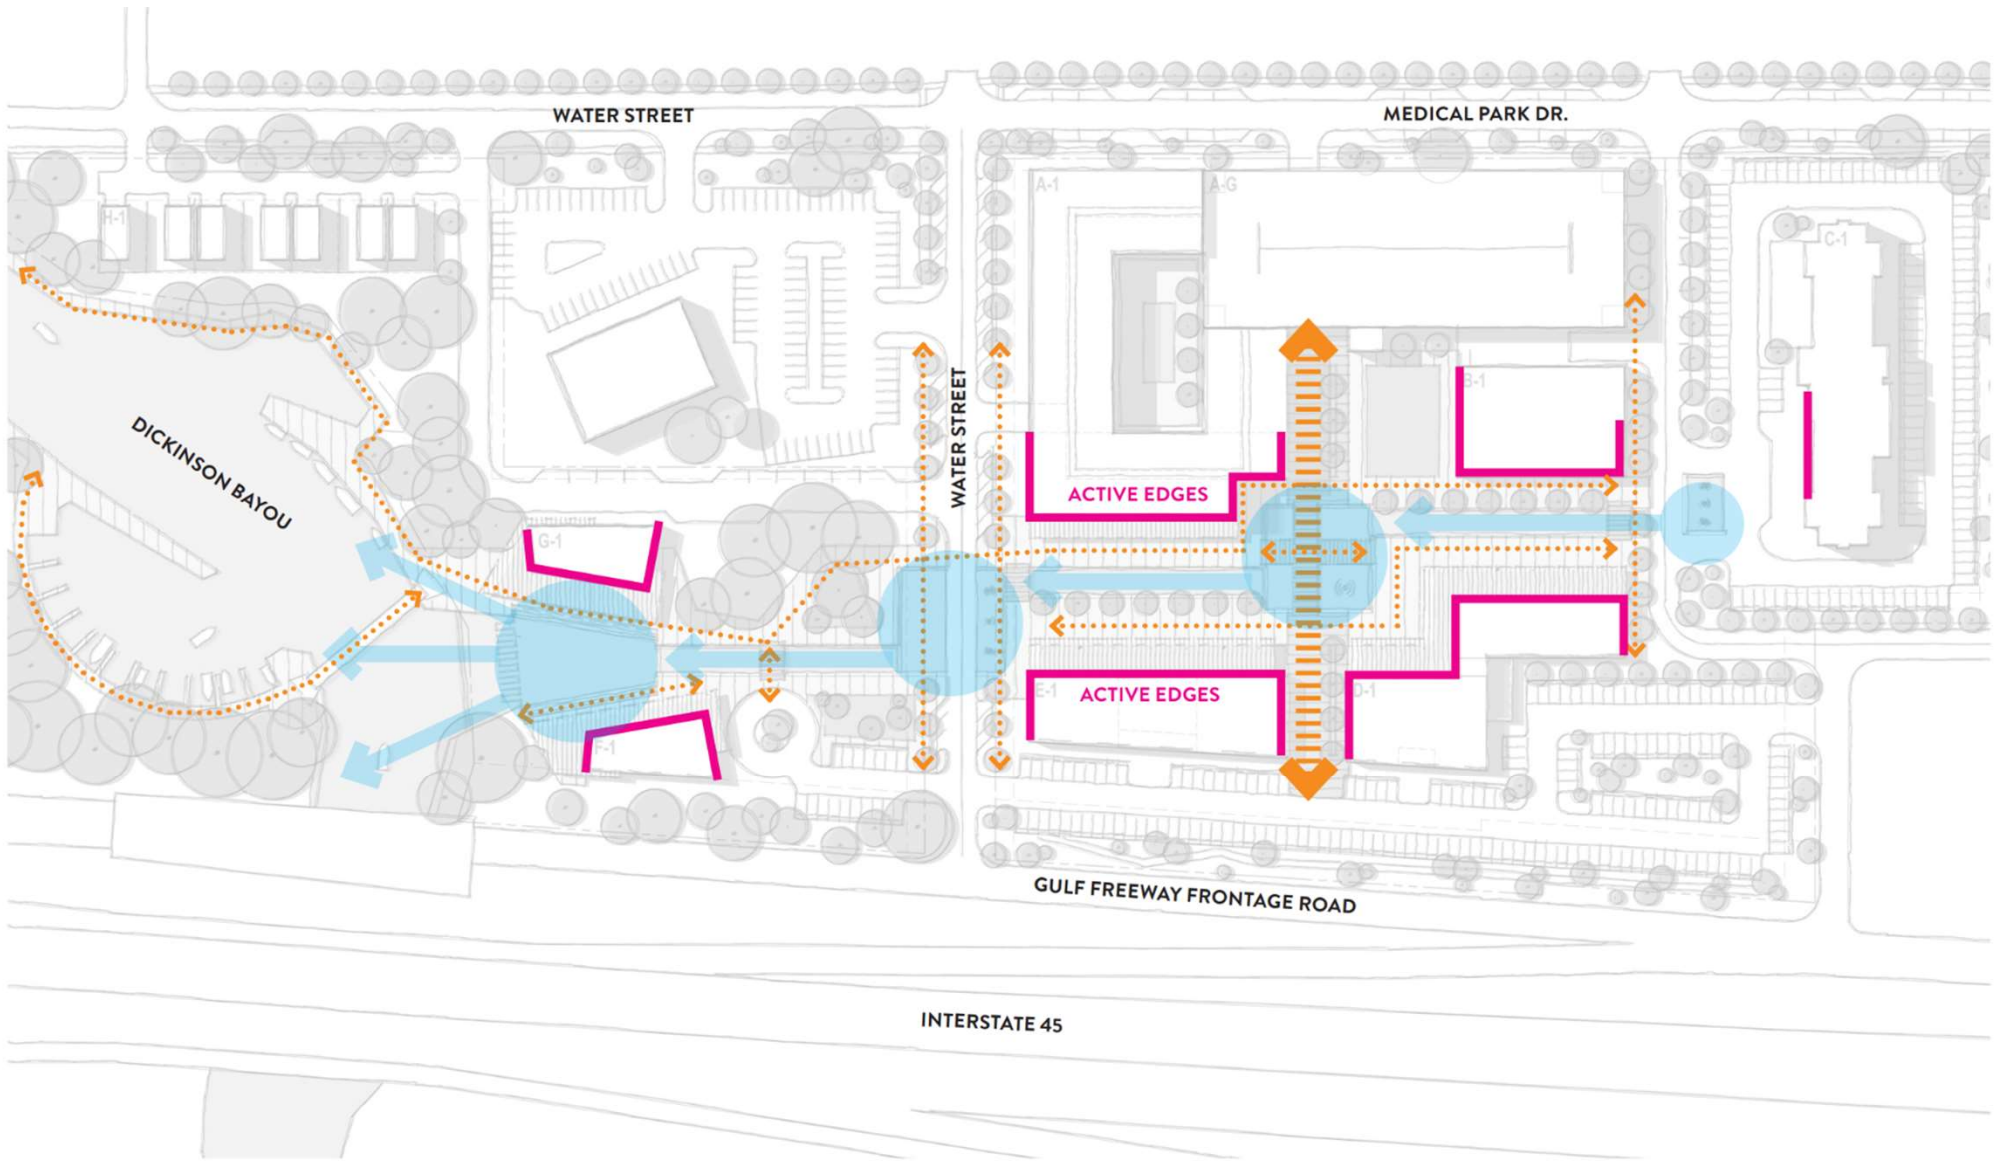 WATER STREET
MEDICAL PARK DR.
A-1
A-G
H-1
C-1
B-1
WATER STREET
DICKINSON BAYOU
ACTIVE EDGES
G-1
E-1
ACTIVE EDGES
D-1
F-1
GULF FREEWAY FRONTAGE ROAD
INTERSTATE 45